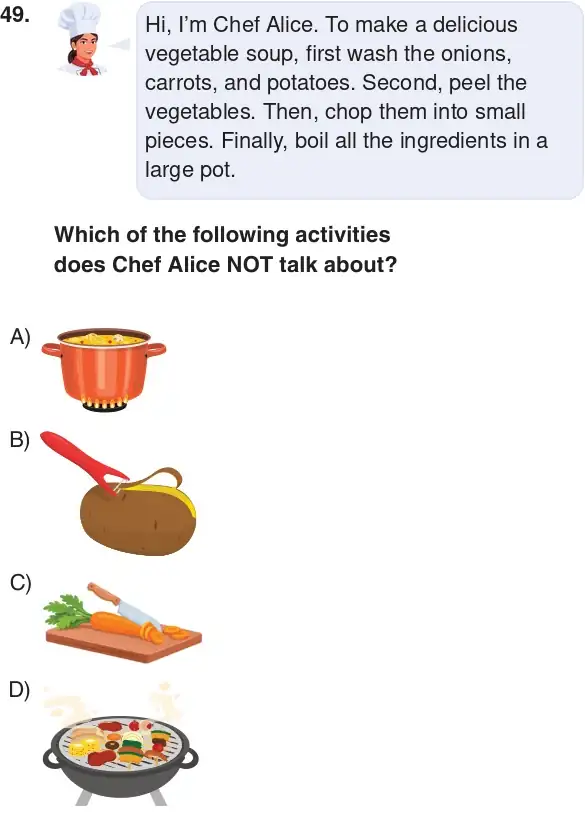 49.
Hi, I'm Chef Alice. To make a delicious
vegetable soup, first wash the onions,
carrots, and potatoes. Second, peel the
vegetables. Then, chop them into small
pieces. Finally, boil all the ingredients in a
large pot.
Which of the following activities
does Chef Alice NOT talk about?
A)
B)
C)
D)